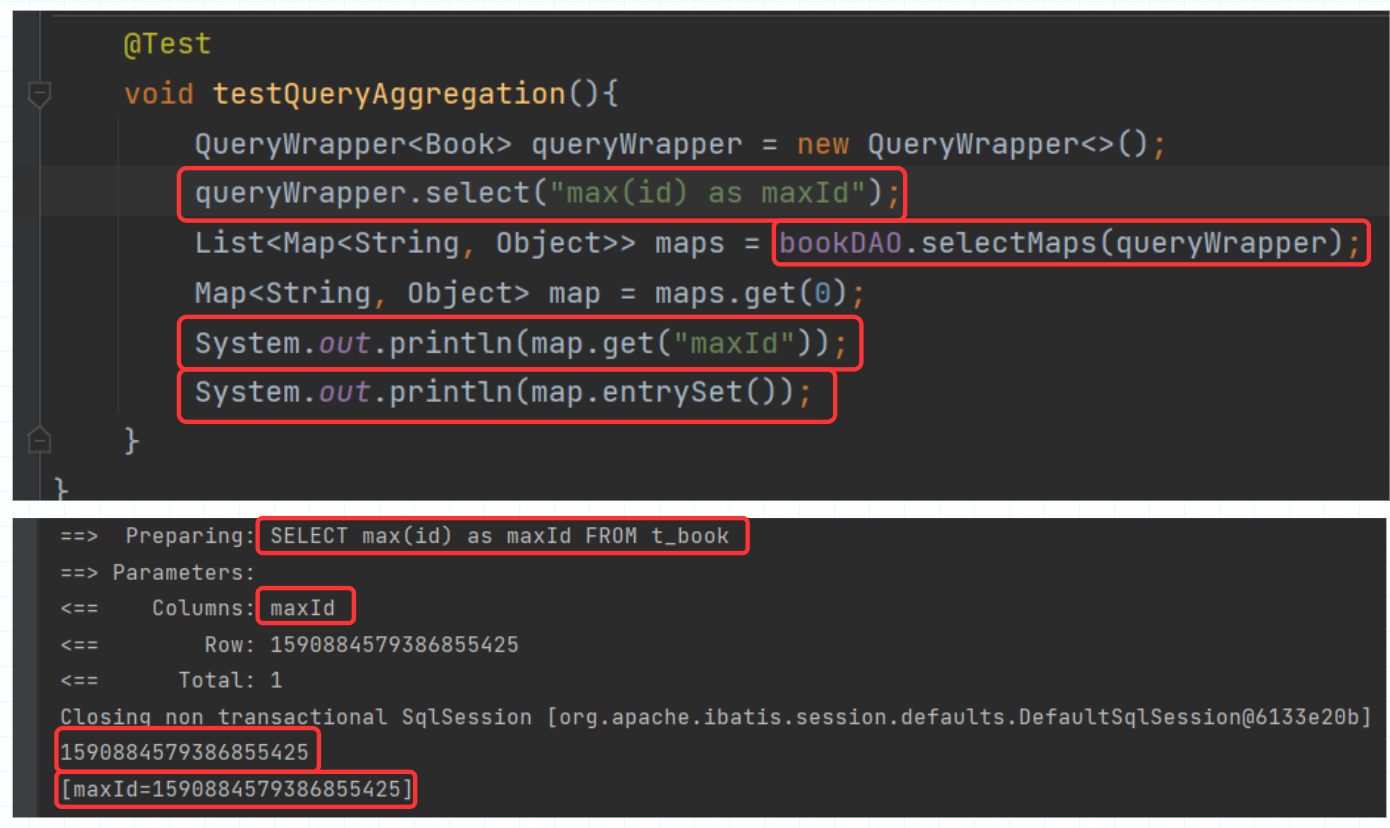 @Test
void testQueryAggregation(){
QueryWrapper<Book> queryWrapper = new QueryWrapper<>();
queryWrapper.select("max(id) as maxId");
List<Map<String, Object>> maps = bookDAO.selectMaps(queryWrapper);
Map<String, Object> map = maps.get(0);
System.out.println(map.get("maxId"));
System.out.println(map.entrySet());
}
}
==>  Preparing: SELECT max(id) as maxId FROM t_book
==> Parameters:
<==    Columns: maxId
<==        Row: 1590884579386855425
<==      Total: 1
Closing non transactional SqlSession [org.apache.ibatis.session.defaults.DefaultSqlSession@6133e20b]
1590884579386855425
[maxId=1590884579386855425]